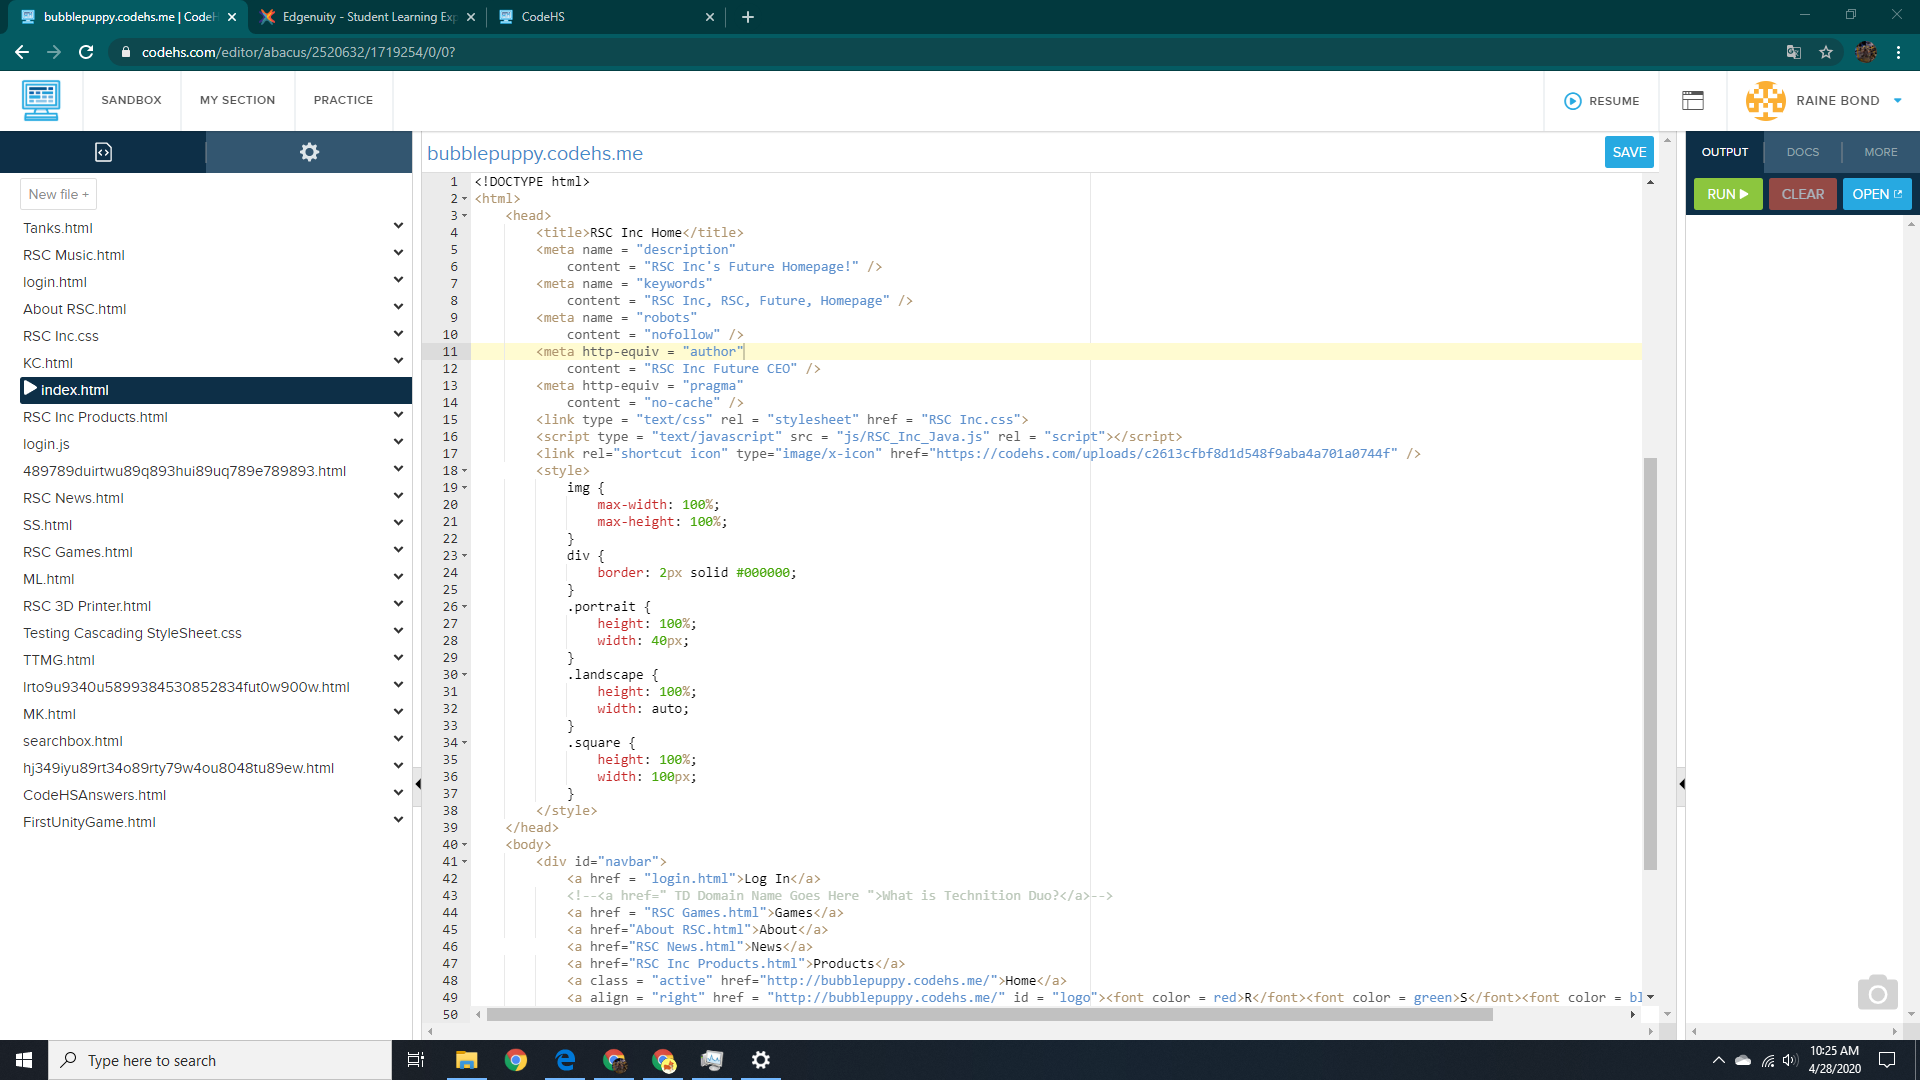 bubblepuppy.codehs.me | CodeH
Edgenuity - Student Learning Exp
CodeHS
codehs.com/editor/abacus/2520632/1719254/0/0?
SANDBOX
MY SECTION
PRACTICE
RESUME
RAINE BOND
bubblepuppy.codehs.me
SAVE
OUTPUT
DOCS
MORE
RUN
CLEAR
OPEN
New file +
Tanks.html
RSC Music.html
login.html
About RSC.html
RSC Inc.css
KC.html
index.html
RSC Inc Products.html
login.js
489789duirtwu89q893hui89uq789e789893.html
RSC News.html
SS.html
RSC Games.html
ML.html
RSC 3D Printer.html
Testing Cascading StyleSheet.css
TTMG.html
lrto9u9340u5899384530852834fut0w900w.html
MK.html
searchbox.html
hj349iyu89rt34o89rty79w4ou8048tu89ew.html
CodeHSAnswers.html
FirstUnityGame.html
1 <!DOCTYPE html>
2 <html>
3 <head>
4 <title>RSC Inc Home</title>
5 <meta name = "description"
6 content = "RSC Inc's Future Homepage!" />
7 <meta name = "keywords"
8 content = "RSC Inc, RSC, Future, Homepage" />
9 <meta name = "robots"
10 content = "nofollow" />
11 <meta http-equiv = "author"
12 content = "RSC Inc Future CEO" />
13 <meta http-equiv = "pragma"
14 content = "no-cache" />
15 <link type = "text/css" rel = "stylesheet" href = "RSC Inc.css">
16 <script type = "text/javascript" src = "js/RSC_Inc_Java.js" rel = "script"></script>
17 <link rel="shortcut icon" type="image/x-icon" href="https://codehs.com/uploads/c2613cfbf8d1d548f9aba4a701a0744f" />
18 <style>
19 img {
20 max-width: 100%;
21 max-height: 100%;
22 }
23 div {
24 border: 2px solid #000000;
25 }
26 .portrait {
27 height: 100%;
28 width: 40px;
29 }
30 .landscape {
31 height: 100%;
32 width: auto;
33 }
34 .square {
35 height: 100%;
36 width: 100px;
37 }
38 </style>
39 </head>
40 <body>
41 <div id="navbar">
42 <a href = "login.html">Log In</a>
43 <!--<a href=" TD Domain Name Goes Here ">What is Technition Duo?</a>-->
44 <a href = "RSC Games.html">Games</a>
45 <a href="About RSC.html">About</a>
46 <a href="RSC News.html">News</a>
47 <a href="RSC Inc Products.html">Products</a>
48 <a class = "active" href="http://bubblepuppy.codehs.me/">Home</a>
49 <a align = "right" href = "http://bubblepuppy.codehs.me/" id = "logo"><font color = red>R</font><font color = green>S</font><font color = bl
50
Type here to search
10:25 AM
4/28/2020